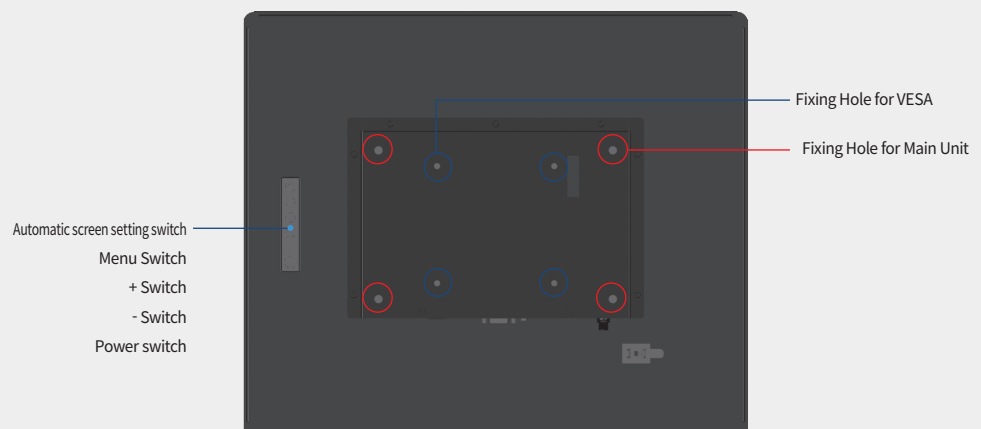 Fixing Hole for VESA
Fixing Hole for Main Unit
Automatic screen setting switch
Menu Switch
+ Switch
- Switch
Power switch